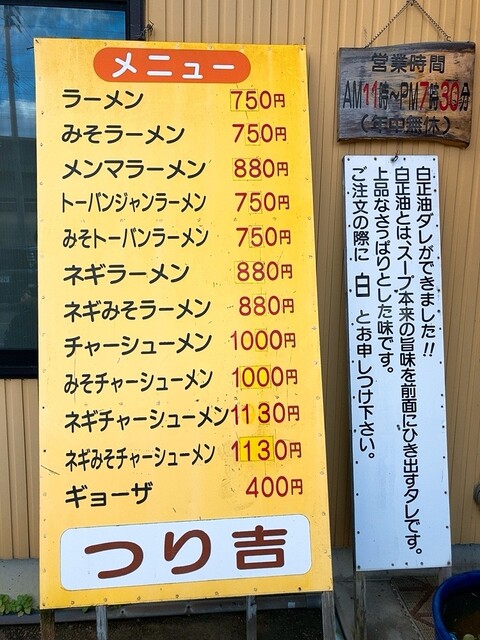 メニュー
ラーメン 750円
みそラーメン 750円
メンマラーメン 880円
トーバンジャンラーメン 750円
みそトーバンラーメン 750円
ネギラーメン 880円
ネギみそラーメン 880円
チャーシューメン 1000円
みそチャーシューメン 1000円
ネギチャーシューメン 1130円
ネギみそチャーシューメン 1130円
ギョーザ 400円
つり吉
営業時間
AM11時〜PM7時30分
(年中無休)
白正油ダレができました!!
白正油とは、スープ本来の旨味を前面にひき出すタレです。
上品なさっぱりとした味です。
ご注文の際に 白 とお申しつけ下さい。